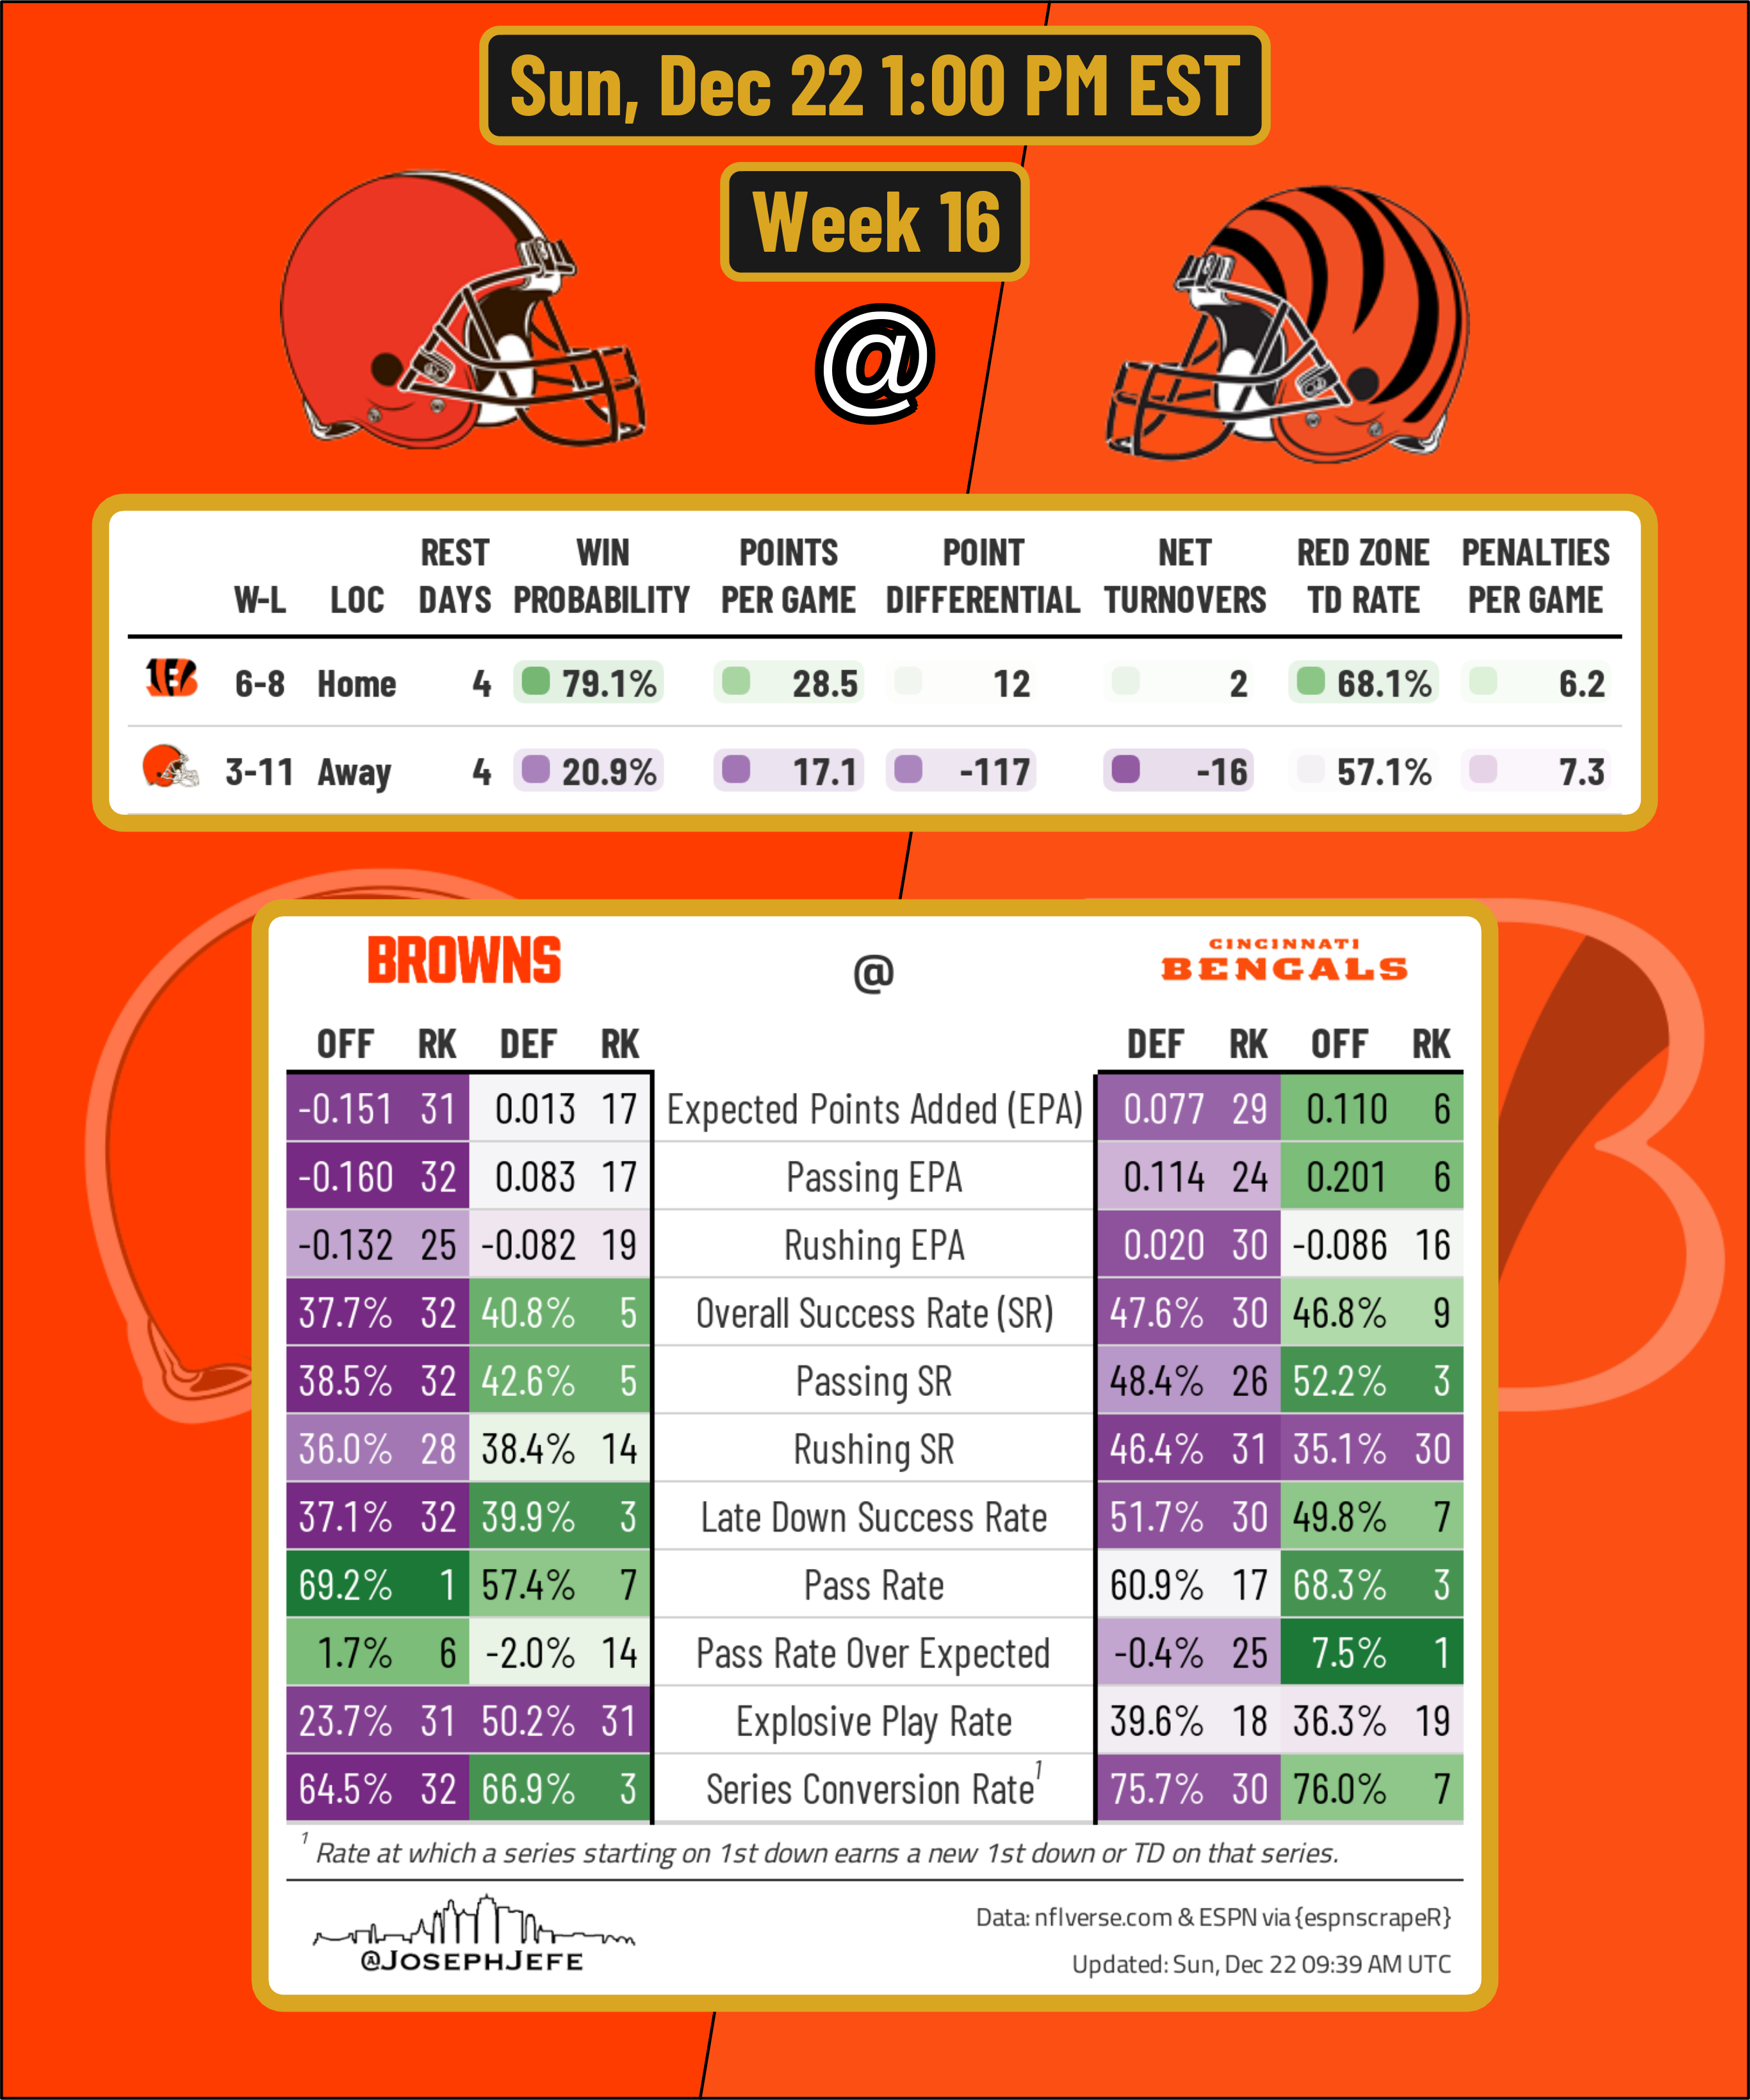 Sun, Dec 22 1:00 PM EST
Week 16
@
REST WIN POINTS POINT NET RED ZONE PENALTIES
W-L LOC DAYS PROBABILITY PER GAME DIFFERENTIAL TURNOVERS TD RATE PER GAME
6-8 Home 4 79.1% 28.5 12 2 68.1% 6.2
3-11 Away 4 20.9% 17.1 -117 -16 57.1% 7.3
BROWNS @ CINCINNATI BENGALS
OFF RK DEF RK DEF RK OFF RK
-0.151 31 0.013 17 Expected Points Added (EPA) 0.077 29 0.110 6
-0.160 32 0.083 17 Passing EPA 0.114 24 0.201 6
-0.132 25 -0.082 19 Rushing EPA 0.020 30 -0.086 16
37.7% 32 40.8% 5 Overall Success Rate (SR) 47.6% 30 46.8% 9
38.5% 32 42.6% 5 Passing SR 48.4% 26 52.2% 3
36.0% 28 38.4% 14 Rushing SR 46.4% 31 35.1% 30
37.1% 32 39.9% 3 Late Down Success Rate 51.7% 30 49.8% 7
69.2% 1 57.4% 7 Pass Rate 60.9% 17 68.3% 3
1.7% 6 -2.0% 14 Pass Rate Over Expected -0.4% 25 7.5% 1
23.7% 31 50.2% 31 Explosive Play Rate 39.6% 18 36.3% 19
64.5% 32 66.9% 3 Series Conversion Rate¹ 75.7% 30 76.0% 7
¹ Rate at which a series starting on 1st down earns a new 1st down or TD on that series.
@JOSEPHJEFE
Data: nflverse.com & ESPN via {espnscrapeR}
Updated: Sun, Dec 22 09:39 AM UTC